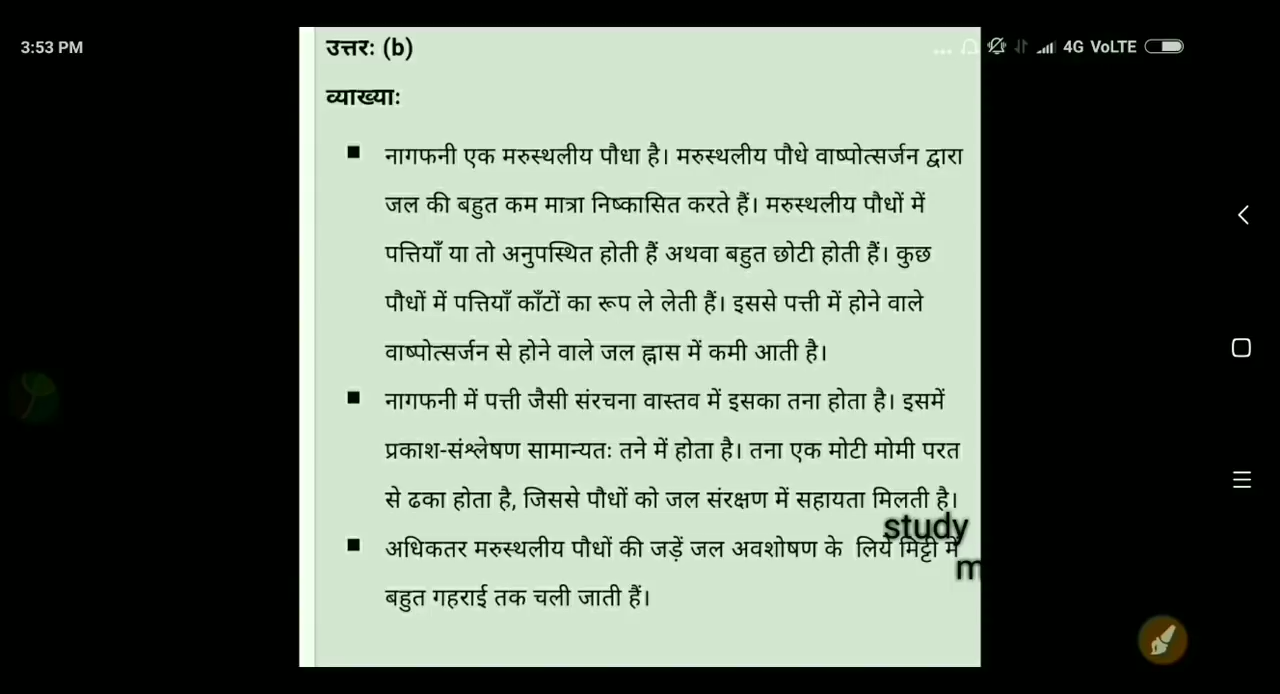 3:53 PM
4G VoLTE
उत्तर: (b)
व्याख्या:
▪ नागफनी एक मरुस्थलीय पौधा है। मरुस्थलीय पौधे वाष्पोत्सर्जन द्वारा
जल की बहुत कम मात्रा निष्कासित करते हैं। मरुस्थलीय पौधों में
पत्तियाँ या तो अनुपस्थित होती हैं अथवा बहुत छोटी होती हैं। कुछ
पौधों में पत्तियाँ काँटों का रूप ले लेती हैं। इससे पत्ती में होने वाले
वाष्पोत्सर्जन से होने वाले जल ह्नास में कमी आती है।
▪ नागफनी में पत्ती जैसी संरचना वास्तव में इसका तना होता है। इसमें
प्रकाश-संश्लेषण सामान्यतः तने में होता है। तना एक मोटी मोमी परत
से ढका होता है, जिससे पौधों को जल संरक्षण में सहायता मिलती है।
study
▪ अधिकतर मरुस्थलीय पौधों की जड़ें जल अवशोषण के लिये मिट्टी में
m
बहुत गहराई तक चली जाती हैं।